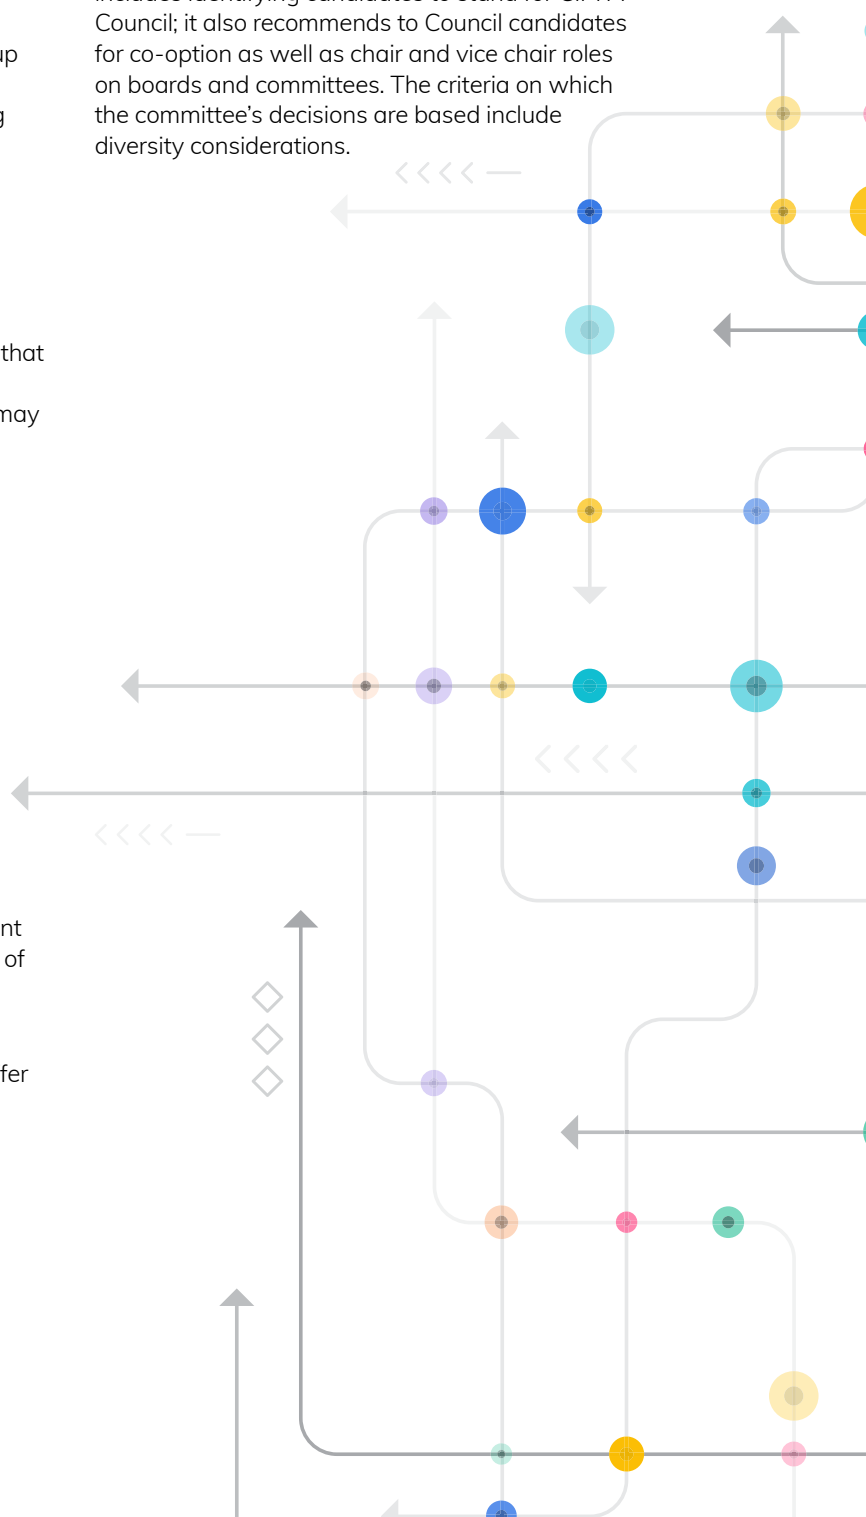 Council; it also recommends to Council candidates
for co-option as well as chair and vice chair roles
on boards and committees. The criteria on which
the committee’s decisions are based include
diversity considerations.
that
may
of